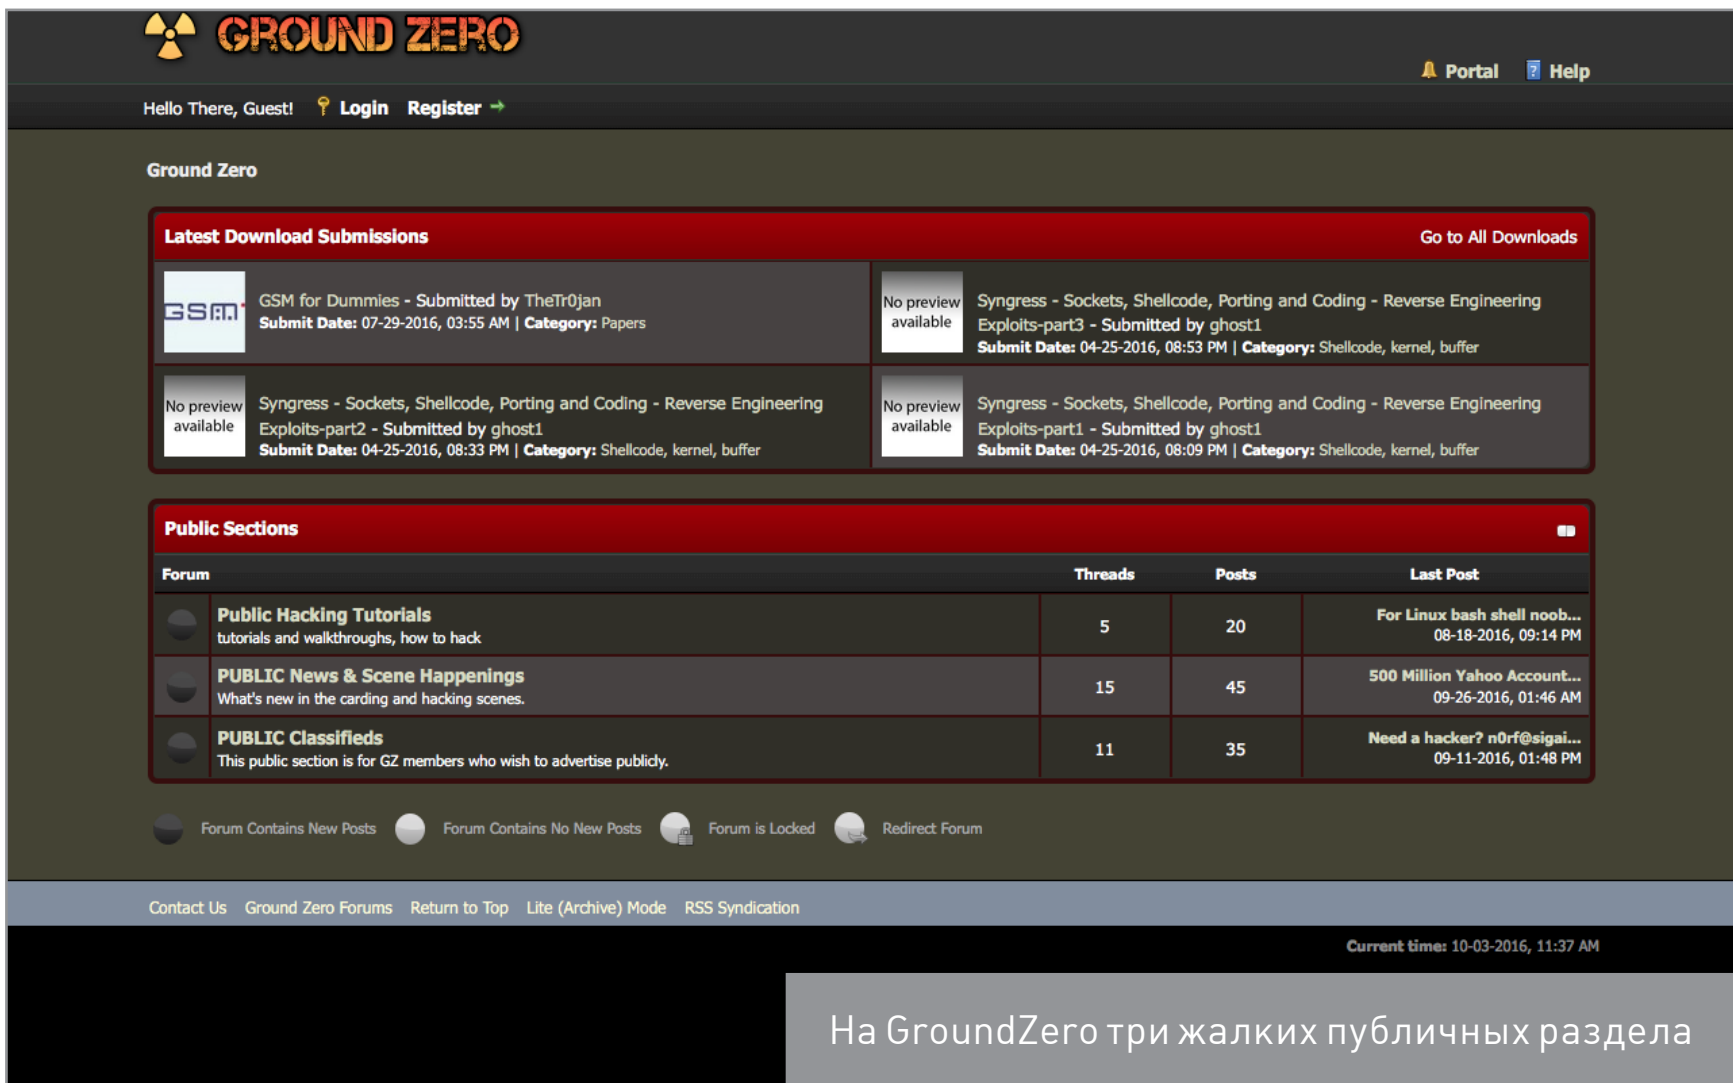 GROUND ZERO
Portal Help
Hello There, Guest! Login Register
Ground Zero
Latest Download Submissions Go to All Downloads
GSM
GSM for Dummies - Submitted by TheTr0jan
Submit Date: 07-29-2016, 03:55 AM | Category: Papers
No preview available
Syngress - Sockets, Shellcode, Porting and Coding - Reverse Engineering
Exploits-part3 - Submitted by ghost1
Submit Date: 04-25-2016, 08:53 PM | Category: Shellcode, kernel, buffer
No preview available
Syngress - Sockets, Shellcode, Porting and Coding - Reverse Engineering
Exploits-part2 - Submitted by ghost1
Submit Date: 04-25-2016, 08:33 PM | Category: Shellcode, kernel, buffer
No preview available
Syngress - Sockets, Shellcode, Porting and Coding - Reverse Engineering
Exploits-part1 - Submitted by ghost1
Submit Date: 04-25-2016, 08:09 PM | Category: Shellcode, kernel, buffer
Public Sections
Forum Threads Posts Last Post
Public Hacking Tutorials
tutorials and walkthroughs, how to hack
5 20
For Linux bash shell noob...
08-18-2016, 09:14 PM
PUBLIC News & Scene Happenings
What's new in the carding and hacking scenes.
15 45
500 Million Yahoo Account...
09-26-2016, 01:46 AM
PUBLIC Classifieds
This public section is for GZ members who wish to advertise publicly.
11 35
Need a hacker? n0rf@sigai...
09-11-2016, 01:48 PM
Forum Contains New Posts Forum Contains No New Posts Forum is Locked Redirect Forum
Contact Us Ground Zero Forums Return to Top Lite (Archive) Mode RSS Syndication
Current time: 10-03-2016, 11:37 AM
На GroundZero три жалких публичных раздела